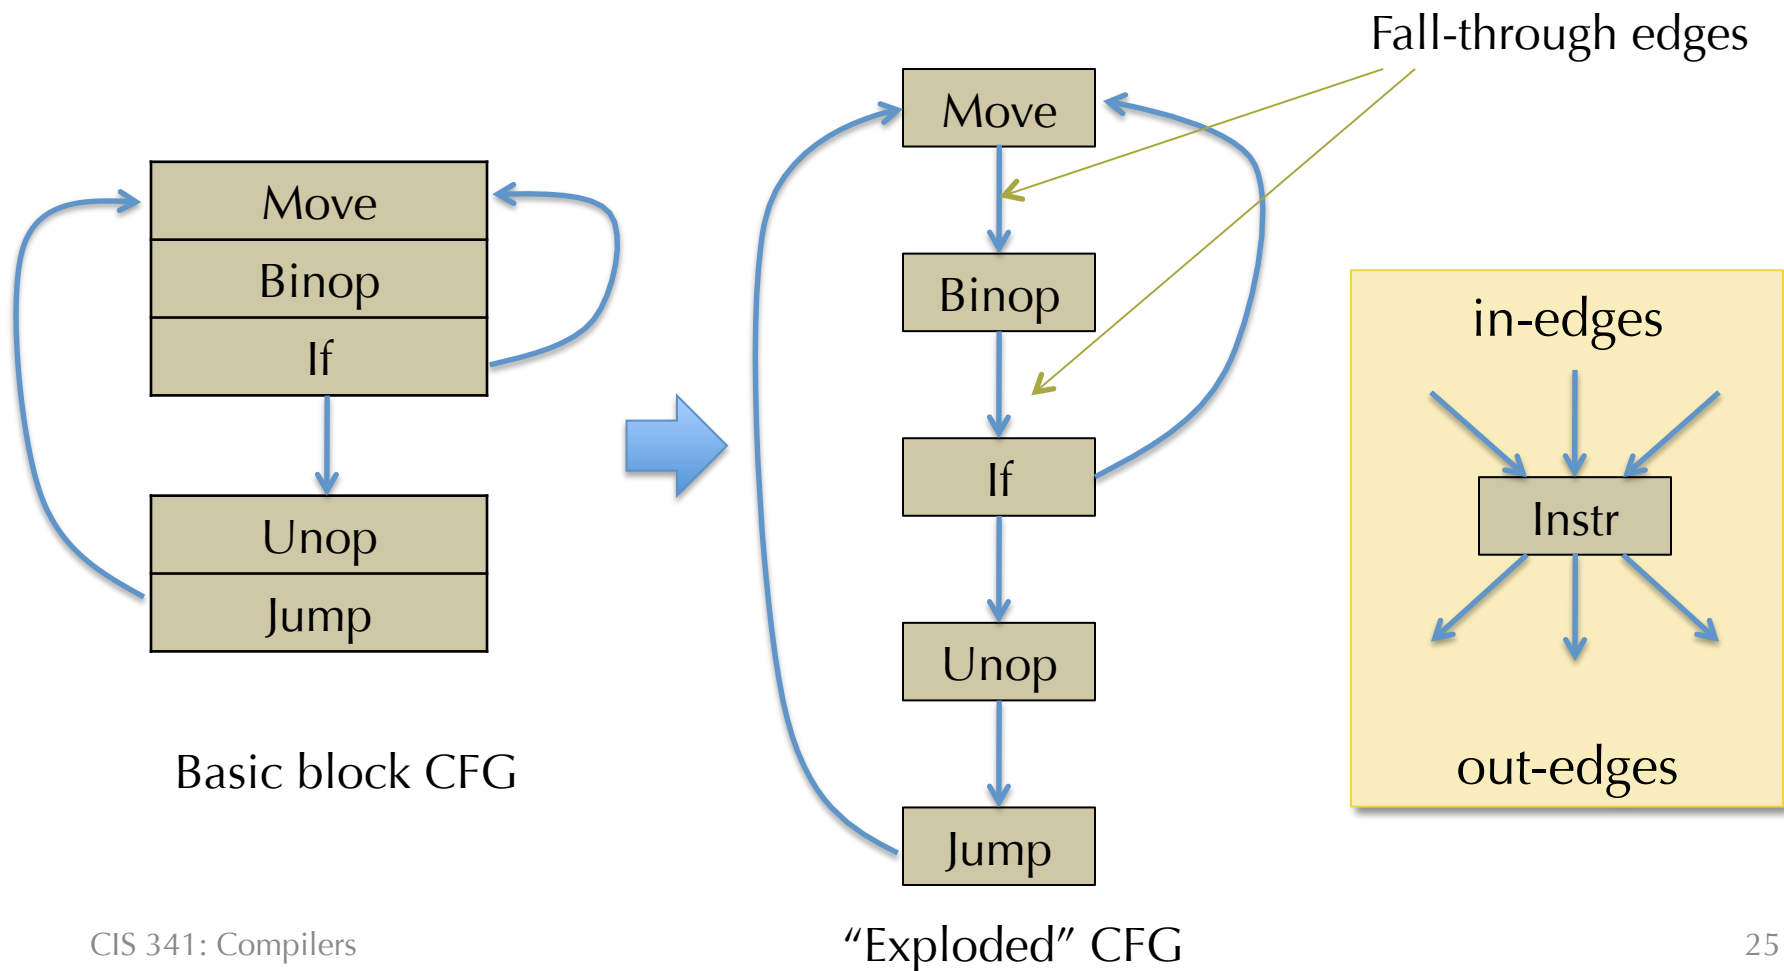 Fall-through edges
Move
Binop
If
Unop
Jump
Basic block CFG
Move
Binop
If
Unop
Jump
"Exploded" CFG
in-edges
Instr
out-edges
CIS 341: Compilers
25